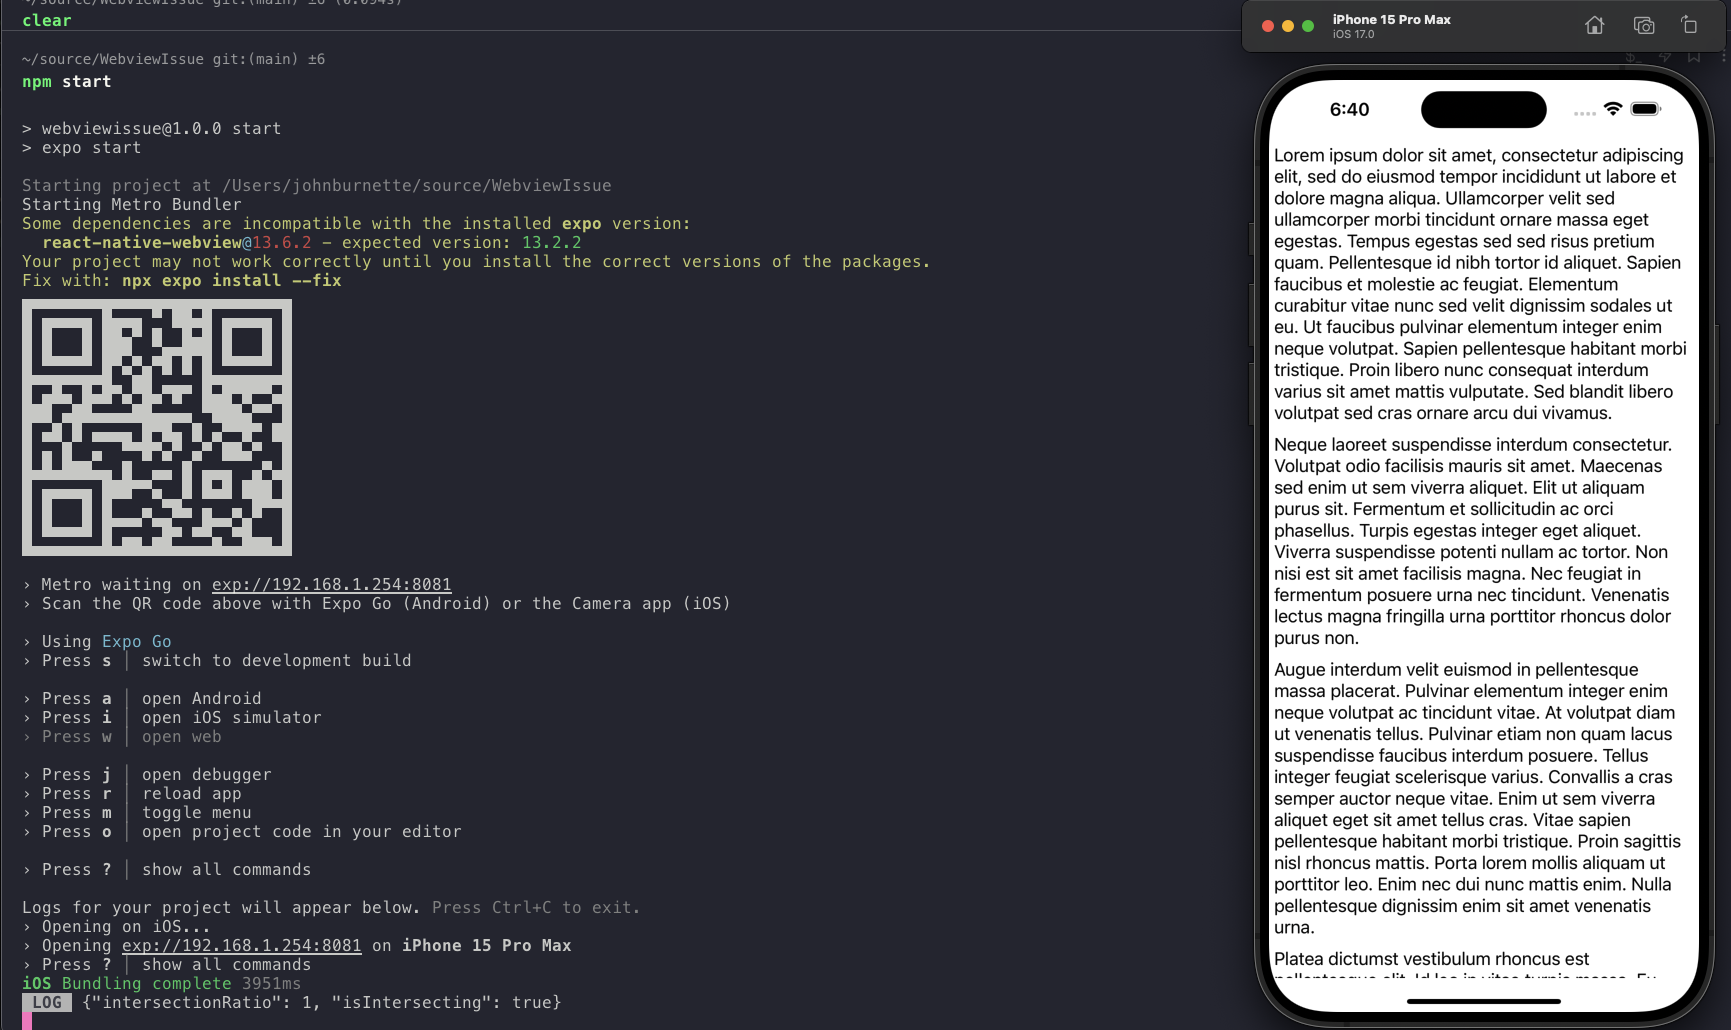 ~/source/WebviewIssue git:(main) ±6 (0.094s)
clear
~/source/WebviewIssue git:(main) ±6
npm start
> webviewissue@1.0.0 start
> expo start
Starting project at /Users/johnburnette/source/WebviewIssue
Starting Metro Bundler
Some dependencies are incompatible with the installed expo version:
react-native-webview@13.6.2 – expected version: 13.2.2
Your project may not work correctly until you install the correct versions of the packages.
Fix with: npx expo install --fix
› Metro waiting on exp://192.168.1.254:8081
› Scan the QR code above with Expo Go (Android) or the Camera app (iOS)
› Using Expo Go
› Press s │ switch to development build
› Press a │ open Android
› Press i │ open iOS simulator
› Press w │ open web
› Press j │ open debugger
› Press r │ reload app
› Press m │ toggle menu
› Press o │ open project code in your editor
› Press ? │ show all commands
Logs for your project will appear below. Press Ctrl+C to exit.
› Opening on iOS...
› Opening exp://192.168.1.254:8081 on iPhone 15 Pro Max
› Press ? │ show all commands
iOS Bundling complete 3951ms
LOG {"intersectionRatio": 1, "isIntersecting": true}
iPhone 15 Pro Max
iOS 17.0
6:40
Lorem ipsum dolor sit amet, consectetur adipiscing
elit, sed do eiusmod tempor incididunt ut labore et
dolore magna aliqua. Ullamcorper velit sed
ullamcorper morbi tincidunt ornare massa eget
egestas. Tempus egestas sed sed risus pretium
quam. Pellentesque id nibh tortor id aliquet. Sapien
faucibus et molestie ac feugiat. Elementum
curabitur vitae nunc sed velit dignissim sodales ut
eu. Ut faucibus pulvinar elementum integer enim
neque volutpat. Sapien pellentesque habitant morbi
tristique. Proin libero nunc consequat interdum
varius sit amet mattis vulputate. Sed blandit libero
volutpat sed cras ornare arcu dui vivamus.
Neque laoreet suspendisse interdum consectetur.
Volutpat odio facilisis mauris sit amet. Maecenas
sed enim ut sem viverra aliquet. Elit ut aliquam
purus sit. Fermentum et sollicitudin ac orci
phasellus. Turpis egestas integer eget aliquet.
Viverra suspendisse potenti nullam ac tortor. Non
nisi est sit amet facilisis magna. Nec feugiat in
fermentum posuere urna nec tincidunt. Venenatis
lectus magna fringilla urna porttitor rhoncus dolor
purus non.
Augue interdum velit euismod in pellentesque
massa placerat. Pulvinar elementum integer enim
neque volutpat ac tincidunt vitae. At volutpat diam
ut venenatis tellus. Pulvinar etiam non quam lacus
suspendisse faucibus interdum posuere. Tellus
integer feugiat scelerisque varius. Convallis a cras
semper auctor neque vitae. Enim ut sem viverra
aliquet eget sit amet tellus cras. Vitae sapien
pellentesque habitant morbi tristique. Proin sagittis
nisl rhoncus mattis. Porta lorem mollis aliquam ut
porttitor leo. Enim nec dui nunc mattis enim. Nulla
pellentesque dignissim enim sit amet venenatis
urna.
Platea dictumst vestibulum rhoncus est